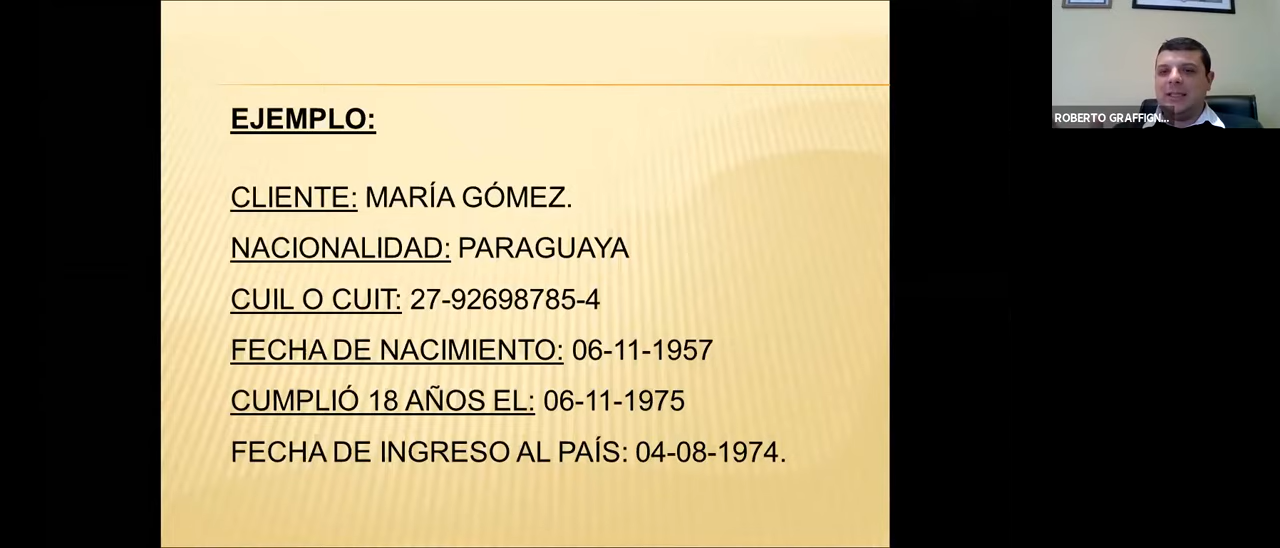 EJEMPLO:
CLIENTE: MARÍA GÓMEZ.
NACIONALIDAD: PARAGUAYA
CUIL O CUIT: 27-92698785-4
FECHA DE NACIMIENTO: 06-11-1957
CUMPLIÓ 18 AÑOS EL: 06-11-1975
FECHA DE INGRESO AL PAÍS: 04-08-1974.
ROBERTO GRAFFIGN...